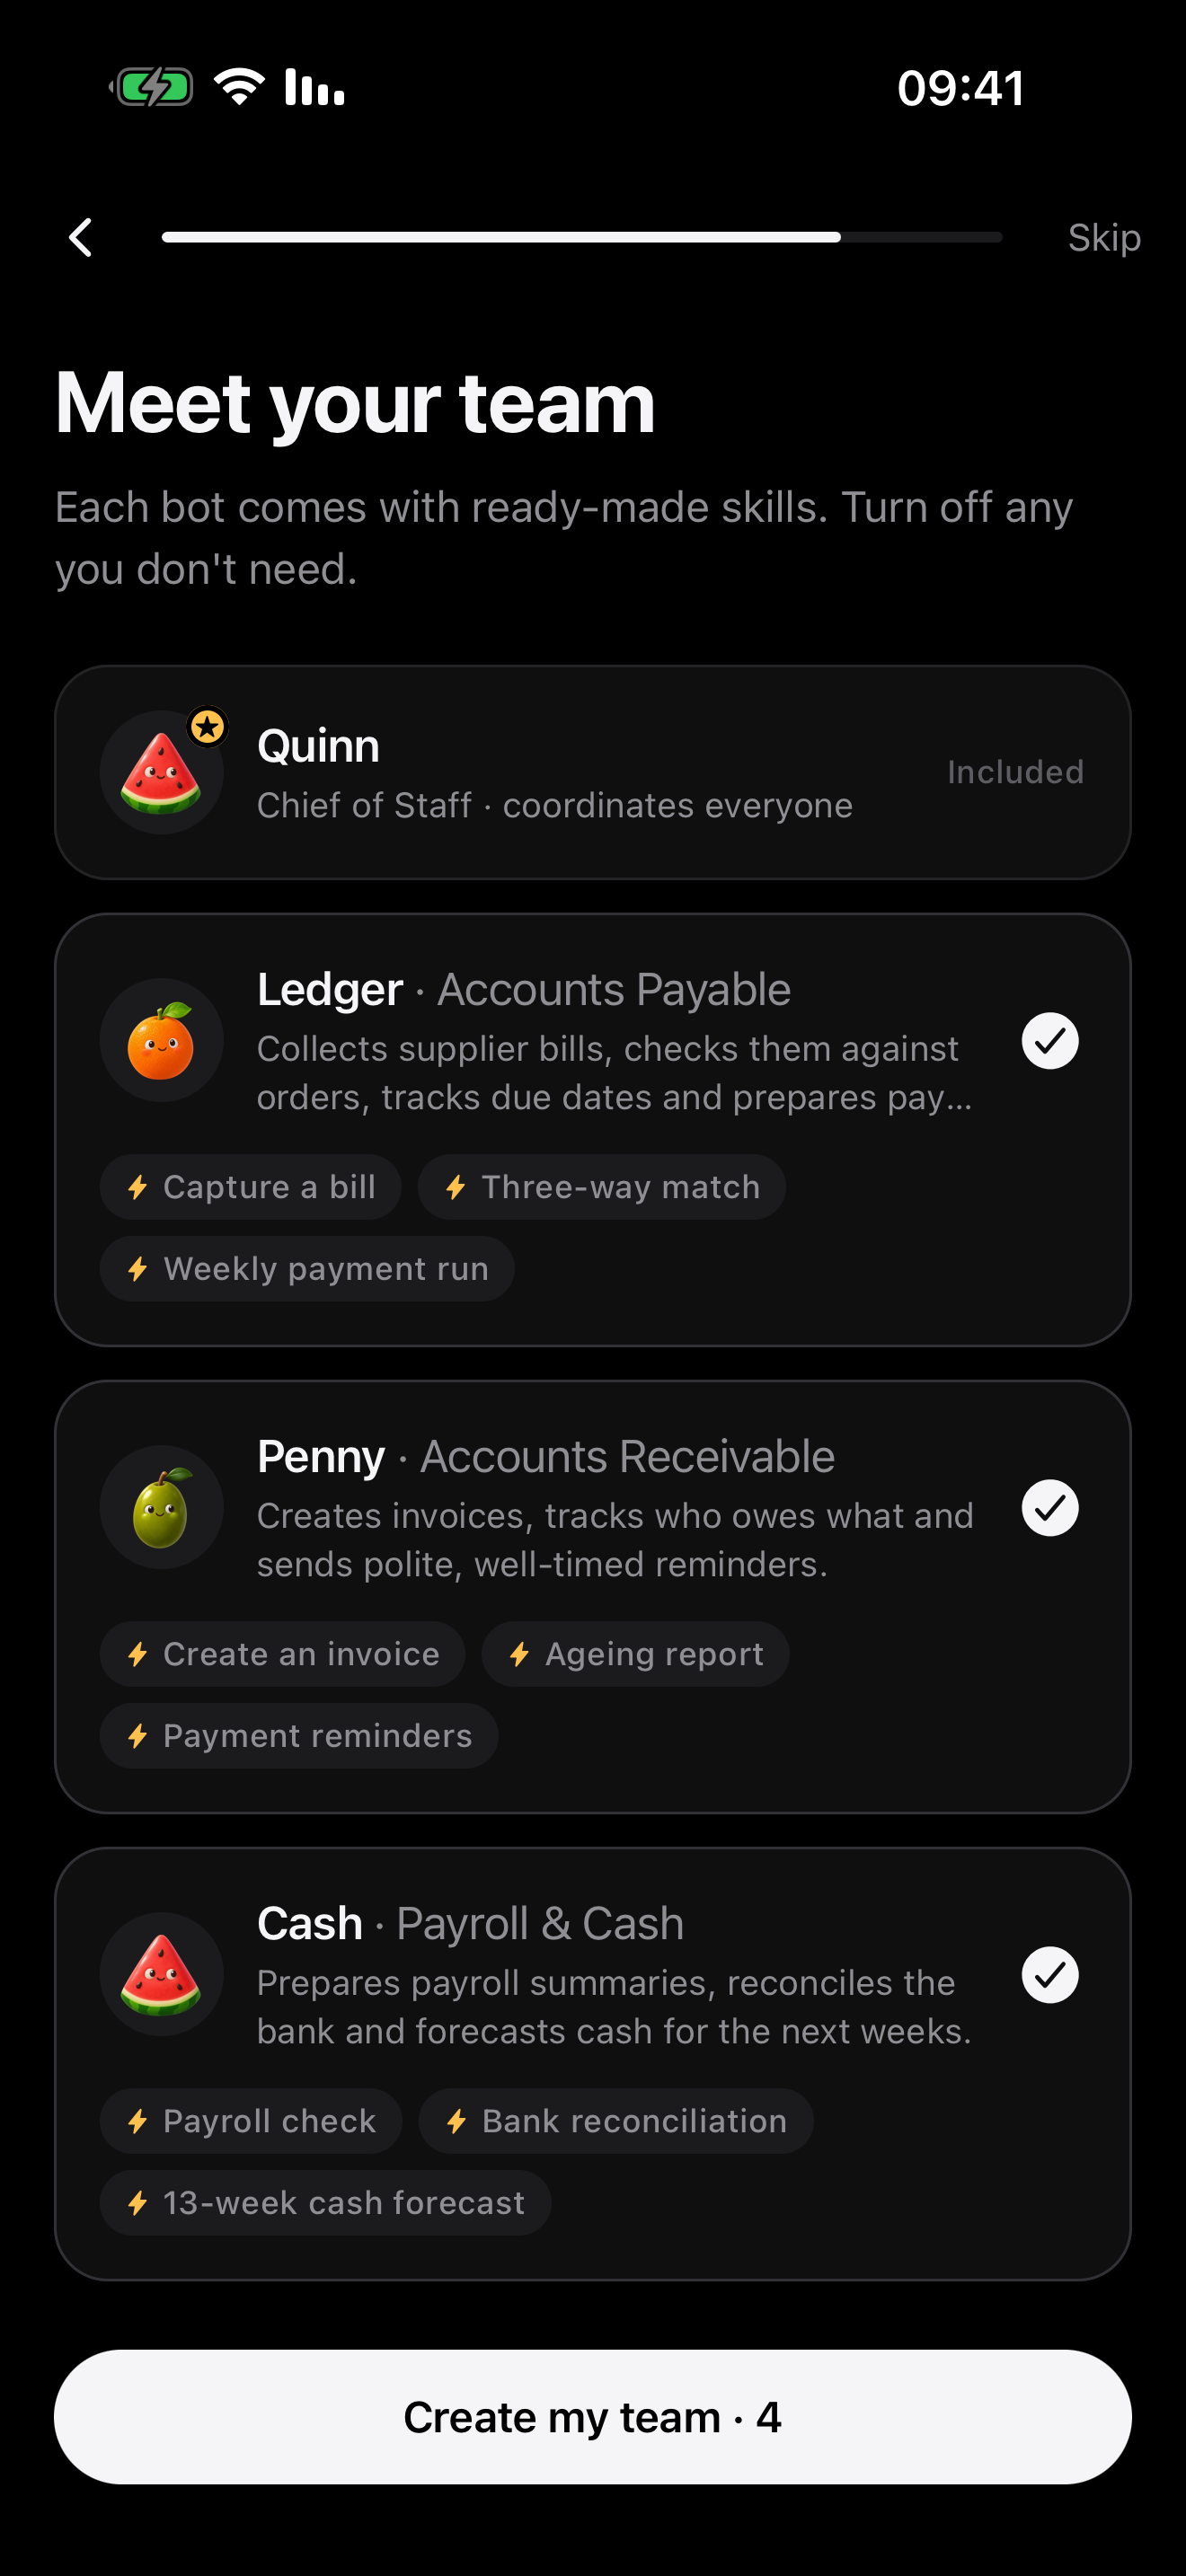 09:41
Skip
Meet your team
Each bot comes with ready-made skills. Turn off any
you don't need.
Quinn
Chief of Staff · coordinates everyone
Included
Ledger · Accounts Payable
Collects supplier bills, checks them against
orders, tracks due dates and prepares pay...
Capture a bill
Three-way match
Weekly payment run
Penny · Accounts Receivable
Creates invoices, tracks who owes what and
sends polite, well-timed reminders.
Create an invoice
Ageing report
Payment reminders
Cash · Payroll & Cash
Prepares payroll summaries, reconciles the
bank and forecasts cash for the next weeks.
Payroll check
Bank reconciliation
13-week cash forecast
Create my team · 4